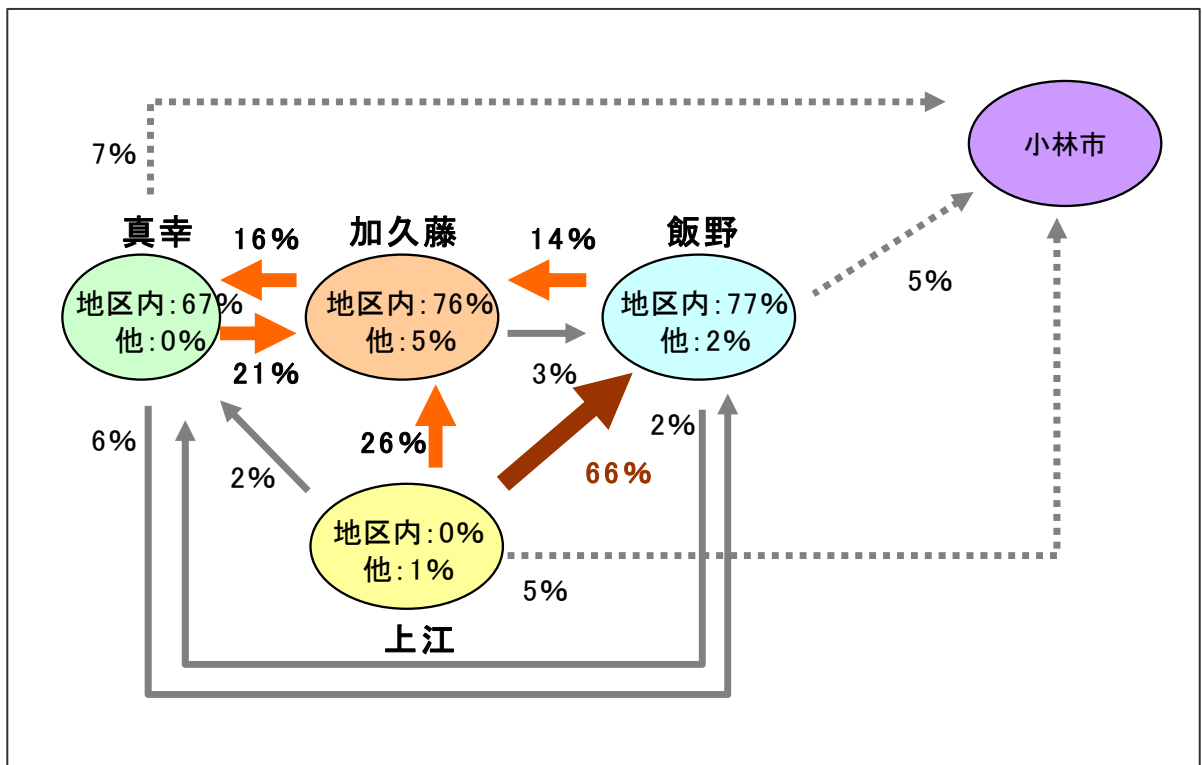 小林市
7%
真幸
16%
加久藤
14%
飯野
5%
地区内:67%
他:0%
地区内:76%
他:5%
地区内:77%
他:2%
21%
3%
6%
2%
26%
66%
2%
地区内:0%
他:1%
5%
上江